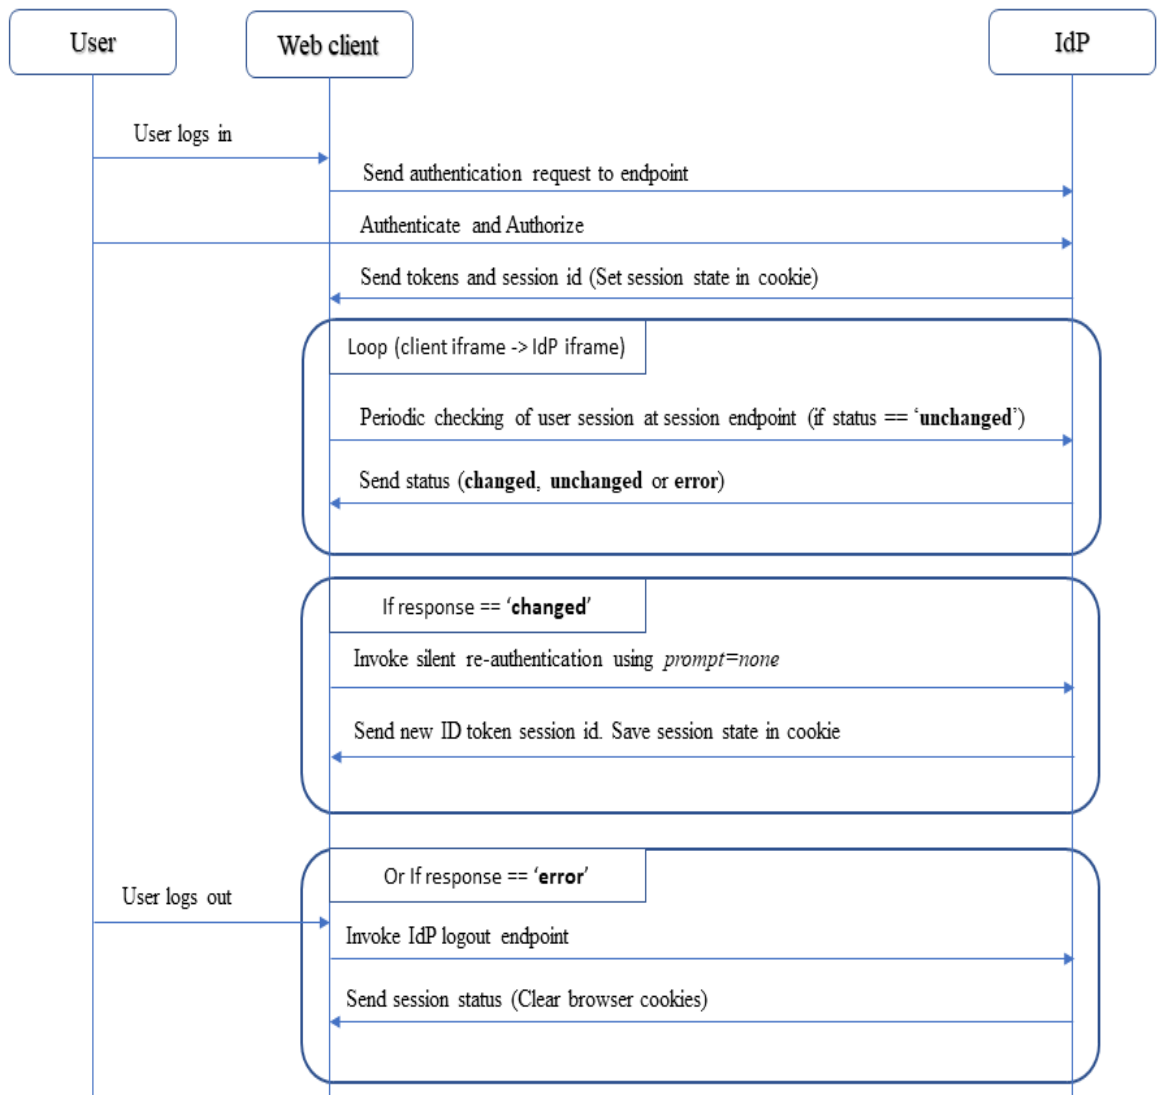 User
Web client
IdP
User logs in
Send authentication request to endpoint
Authenticate and Authorize
Send tokens and session id (Set session state in cookie)
Loop (client iframe -> IdP iframe)
Periodic checking of user session at session endpoint (if status == ‘unchanged’)
Send status (changed, unchanged or error)
If response == ‘changed’
Invoke silent re-authentication using prompt=none
Send new ID token session id. Save session state in cookie
Or If response == ‘error’
User logs out
Invoke IdP logout endpoint
Send session status (Clear browser cookies)